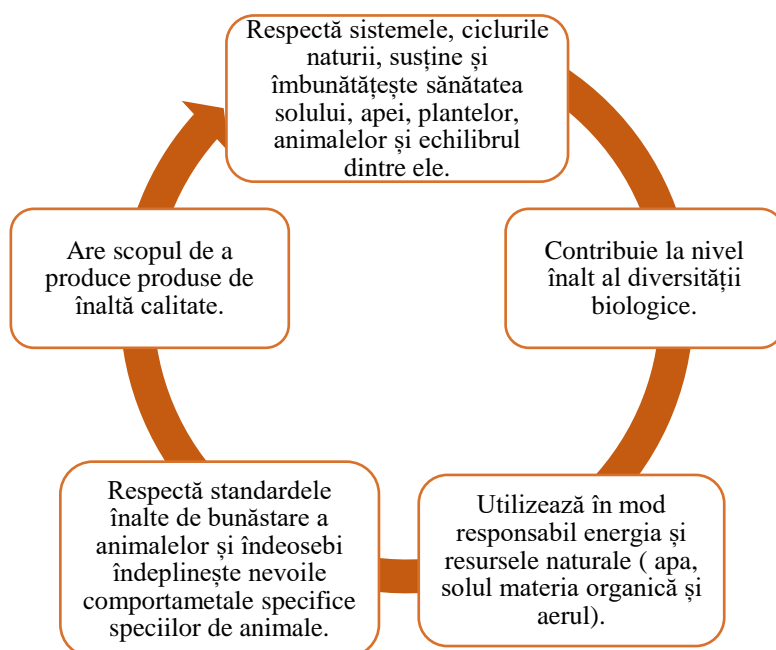 Respectă sistemele, ciclurile
naturii, susține și
îmbunătățește sănătatea
solului, apei, plantelor,
animalelor și echilibrul
dintre ele.
Contribuie la nivel
înalt al diversității
biologice.
Utilizează în mod
responsabil energia și
resursele naturale ( apa,
solul materia organică și
aerul).
Respectă standardele
înalte de bunăstare a
animalelor și îndeosebi
îndeplinește nevoile
comportametale specifice
speciilor de animale.
Are scopul de a
produce produse de
înaltă calitate.